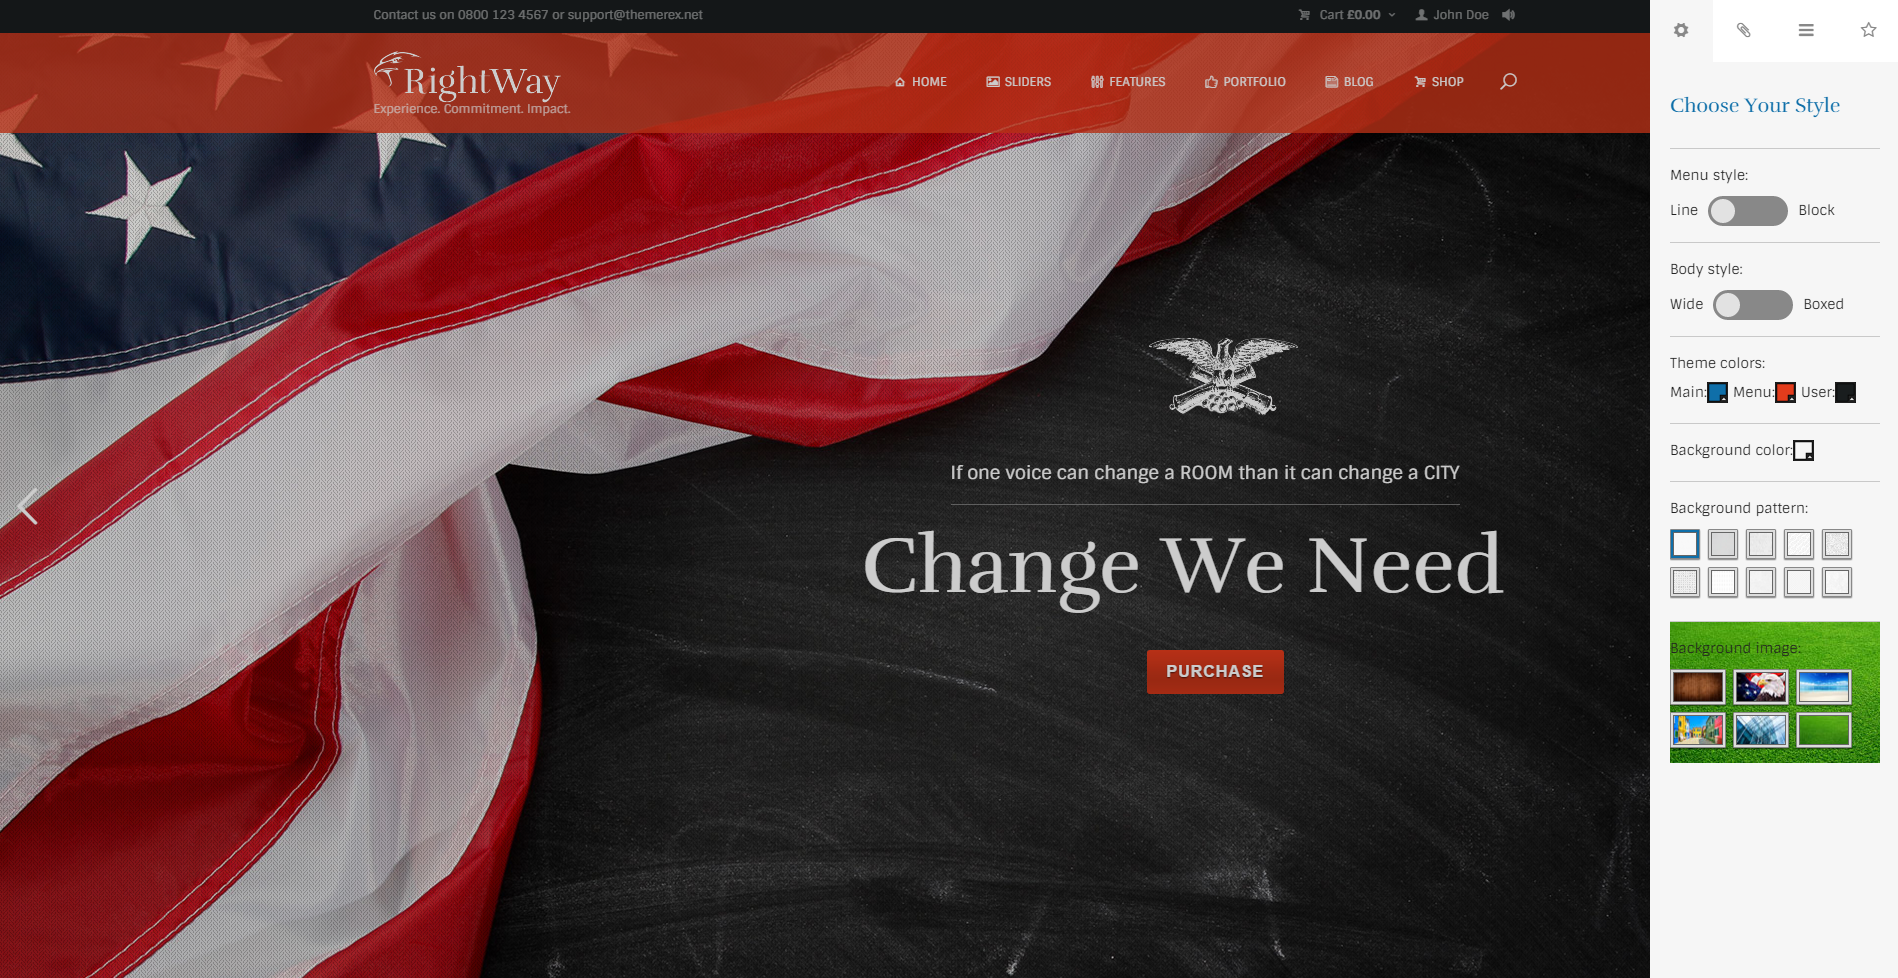 Contact us on 0800 123 4567 or support@themerex.net
Cart £0.00
John Doe
RightWay
Experience. Commitment. Impact.
HOME
SLIDERS
FEATURES
PORTFOLIO
BLOG
SHOP
If one voice can change a ROOM than it can change a CITY
Change We Need
PURCHASE
Choose Your Style
Menu style:
Line Block
Body style:
Wide Boxed
Theme colors:
Main: Menu: User:
Background color:
Background pattern:
Background image: